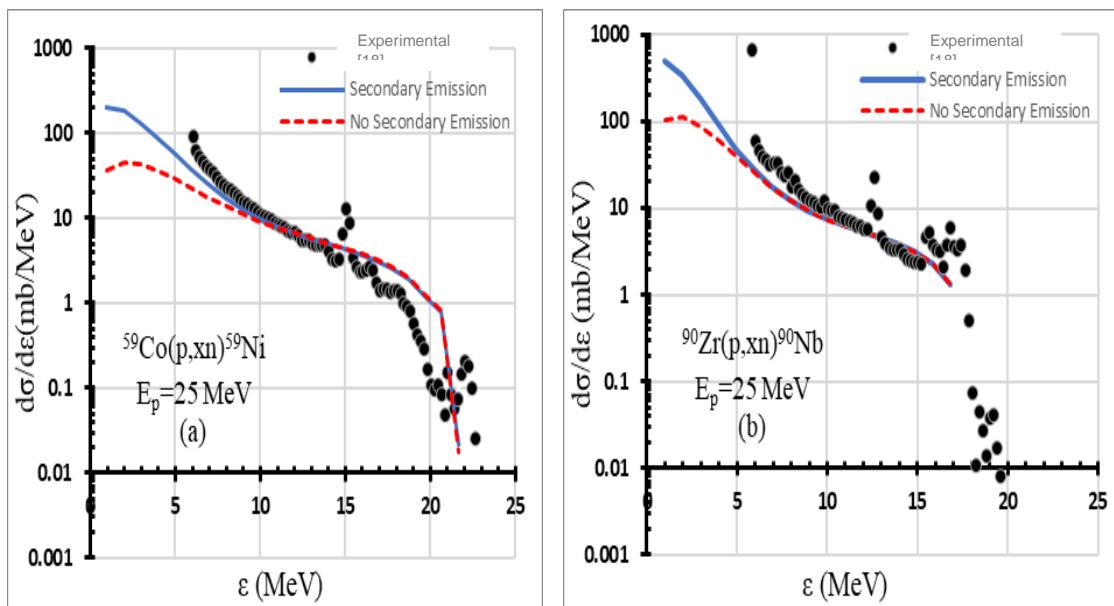 1000
100
10
1
0.1
0.01
0.001
0
5
10
15
20
25
dσ/dε(mb/MeV)
ε (MeV)
Experimental
[18]
Secondary Emission
No Secondary Emission
⁵⁹Co(p,xn)⁵⁹Ni
Eₚ=25 MeV
(a)
1000
100
10
1
0.1
0.01
0.001
0
5
10
15
20
25
dσ/dε (mb/MeV)
ε (MeV)
Experimental
[18]
Secondary Emission
No Secondary Emission
⁹⁰Zr(p,xn)⁹⁰Nb
Eₚ=25 MeV
(b)